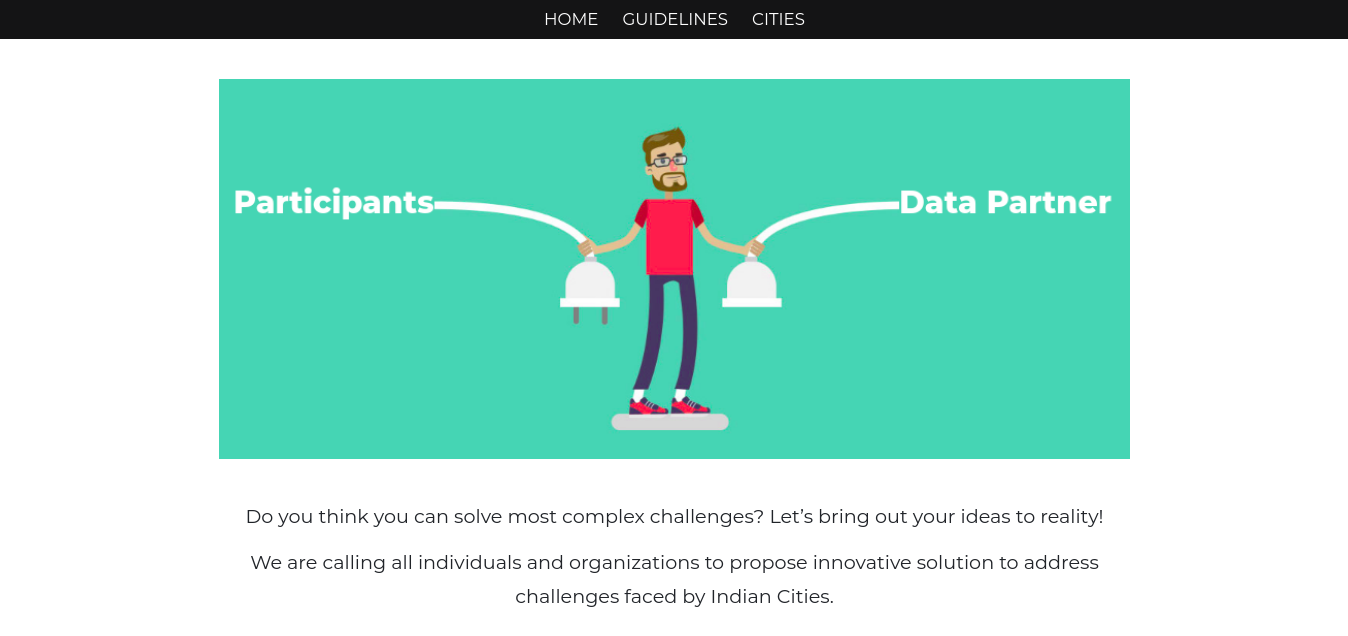 HOME GUIDELINES CITIES
Participants Data Partner
Do you think you can solve most complex challenges? Let’s bring out your ideas to reality!
We are calling all individuals and organizations to propose innovative solution to address
challenges faced by Indian Cities.